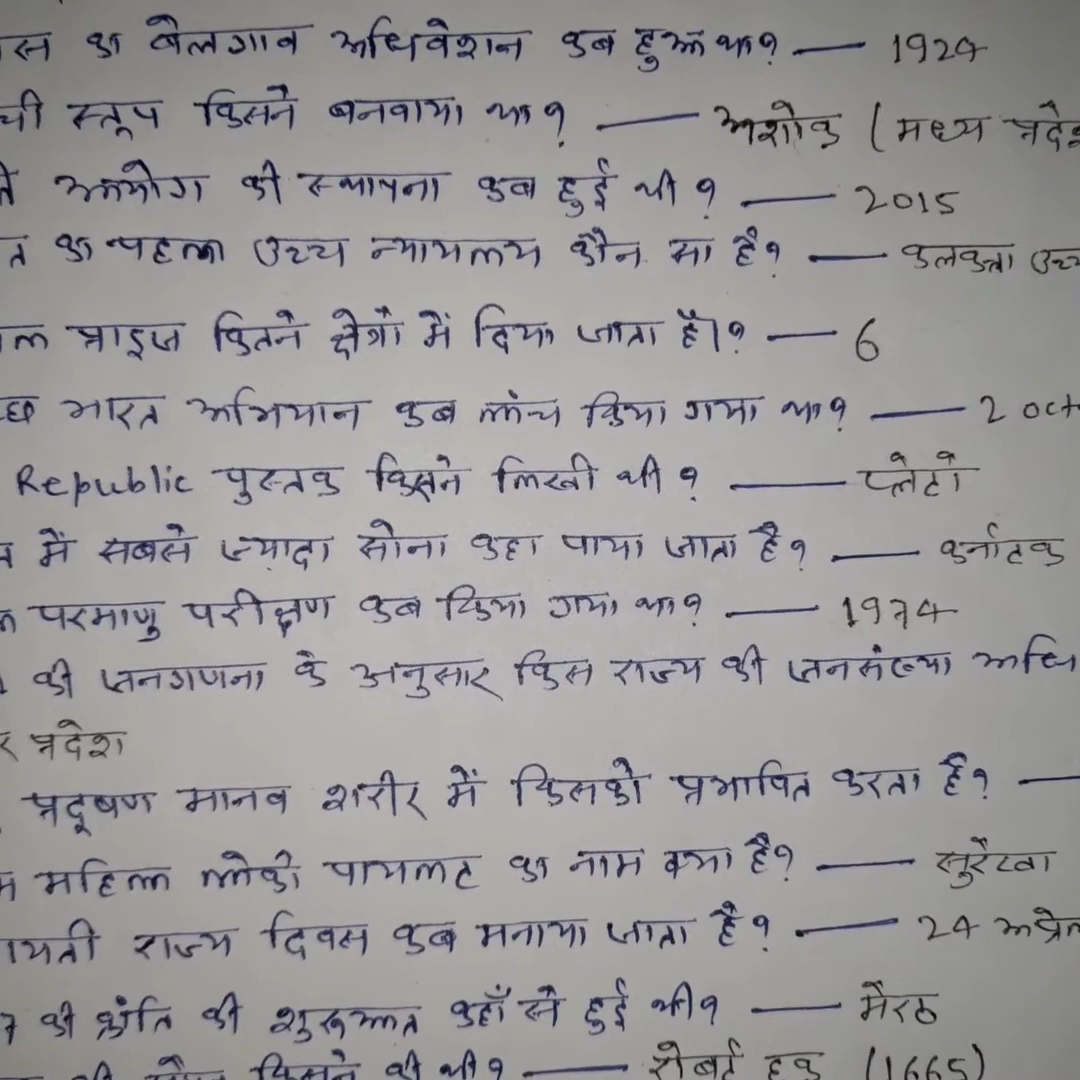 स का बेलगाव अधिवेशन कब हुआ था? — 1924
ची स्तूप किसने बनवाया था? — अशोक (मध्य प्रदेश
ते आयोग की स्थापना कब हुई थी? — 2015
त का पहला उच्च न्यायलय कौन सा है? — कलकत्ता उच्च
ल प्राइज कितने क्षेत्रों में दिया जाता है।? — 6
छ भारत अभियान कब लांच किया गया था? — 2 oct
Republic पुस्तक किसने लिखी थी? — प्लेटो
में सबसे ज्यादा सोना कहा पाया जाता है? — कर्नाटक
परमाणु परीक्षण कब किया गया था? — 1974
की जनगणना के अनुसार किस राज्य की जनसंख्या अधि
र प्रदेश
प्रदूषण मानव शरीर में किसको प्रभावित करता है? —
म महिला लोको पायलट का नाम क्या है? — सुरेखा
ायती राज्य दिवस कब मनाया जाता है? — 24 अप्रेल
7 की क्रांति की शुरूआत कहाँ से हुई थी? — मेरठ
किसने की थी? — रोबर्ट हुक (1665)